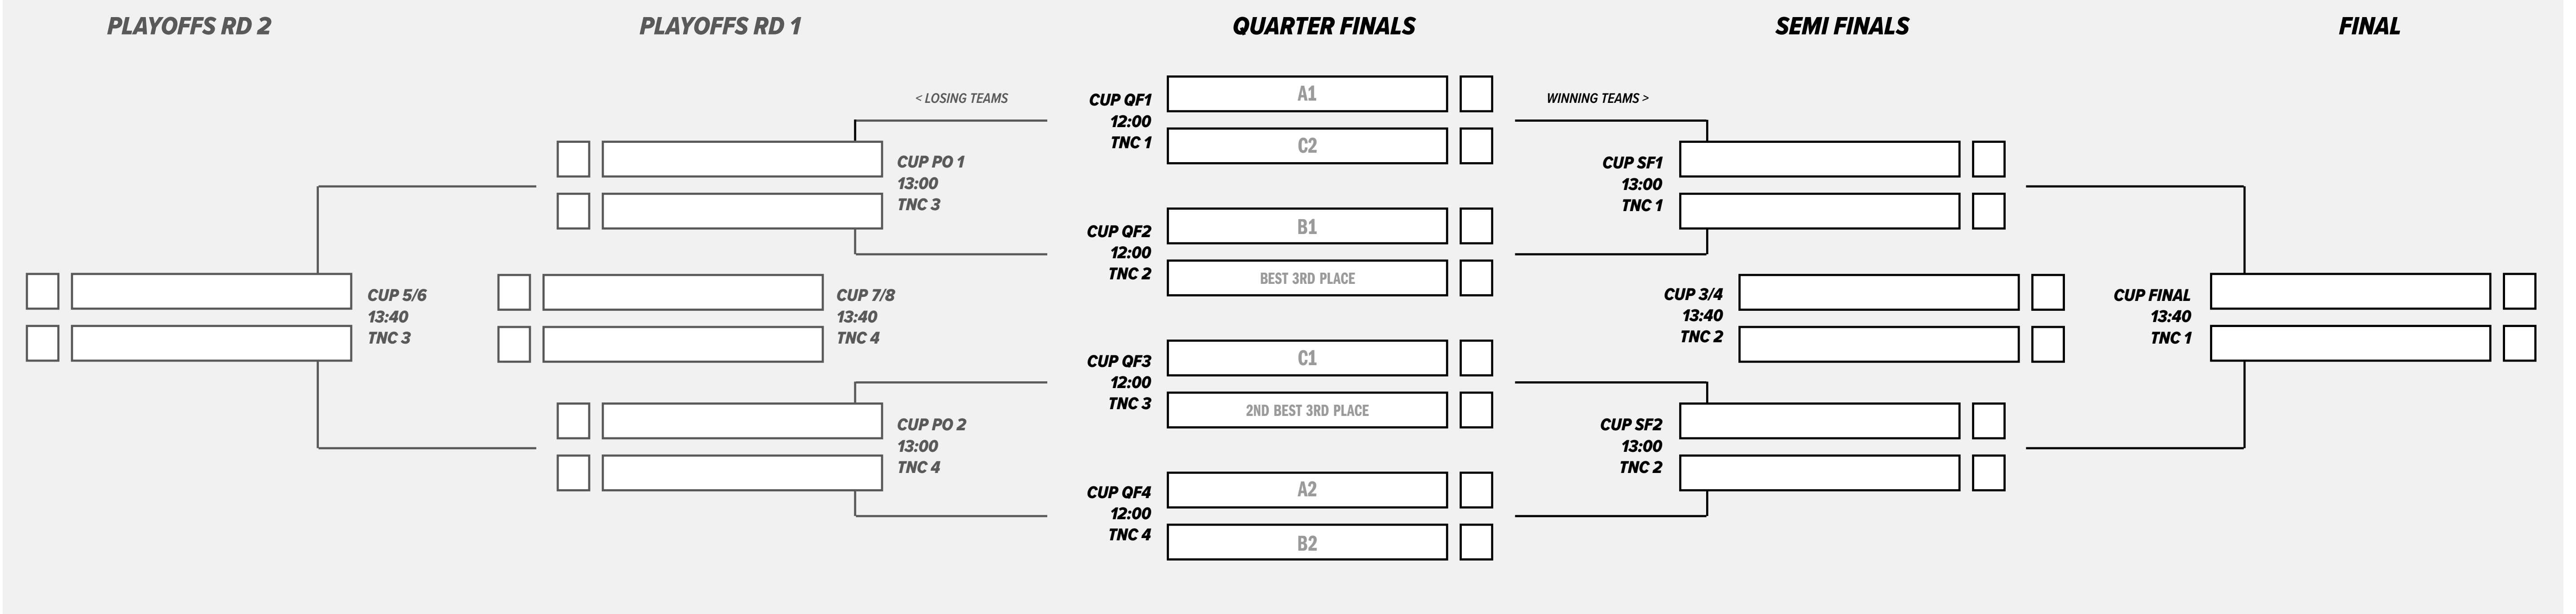 PLAYOFFS RD 2
PLAYOFFS RD 1
QUARTER FINALS
SEMI FINALS
FINAL
< LOSING TEAMS
WINNING TEAMS >
CUP 5/6
13:40
TNC 3
CUP PO 1
13:00
TNC 3
CUP 7/8
13:40
TNC 4
CUP PO 2
13:00
TNC 4
CUP QF1
12:00
TNC 1
A1
C2
CUP QF2
12:00
TNC 2
B1
BEST 3RD PLACE
CUP QF3
12:00
TNC 3
C1
2ND BEST 3RD PLACE
CUP QF4
12:00
TNC 4
A2
B2
CUP SF1
13:00
TNC 1
CUP 3/4
13:40
TNC 2
CUP SF2
13:00
TNC 2
CUP FINAL
13:40
TNC 1